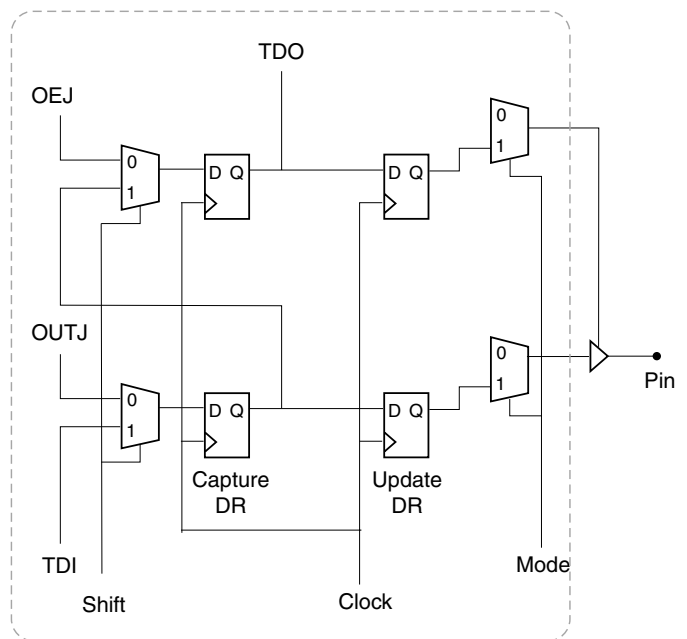 TDO
OEJ
0
1
0
1
D Q
D Q
OUTJ
0
1
0
1
D Q
D Q
Pin
Capture
DR
Update
DR
TDI
Mode
Shift
Clock